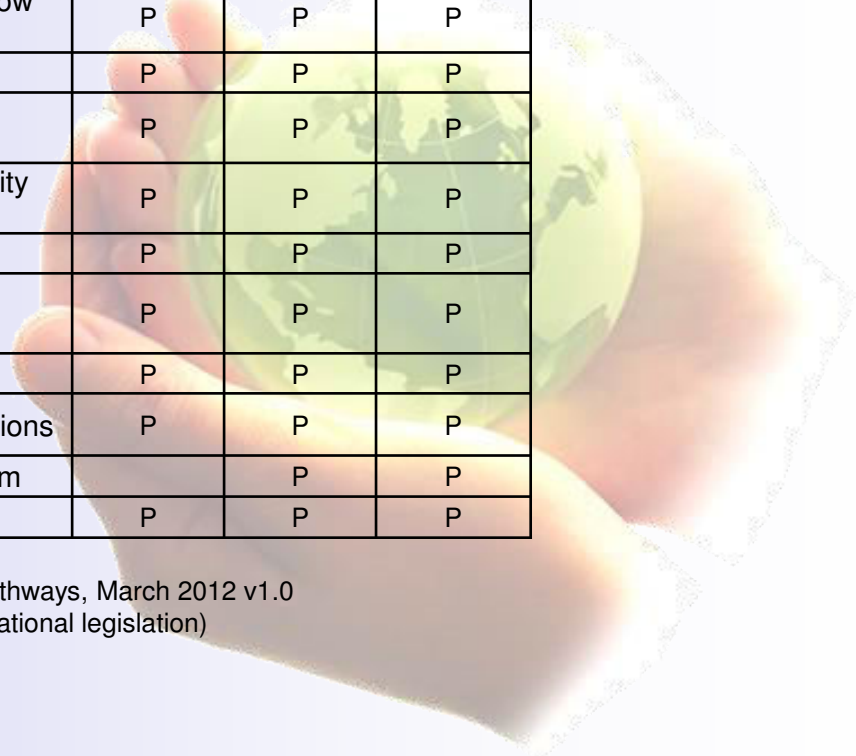 ow
P P P
P P P
P P P
ity
P P P
P P P
P P P
P P P
ions P P P
m P P
P P P
thways, March 2012 v1.0
ational legislation)